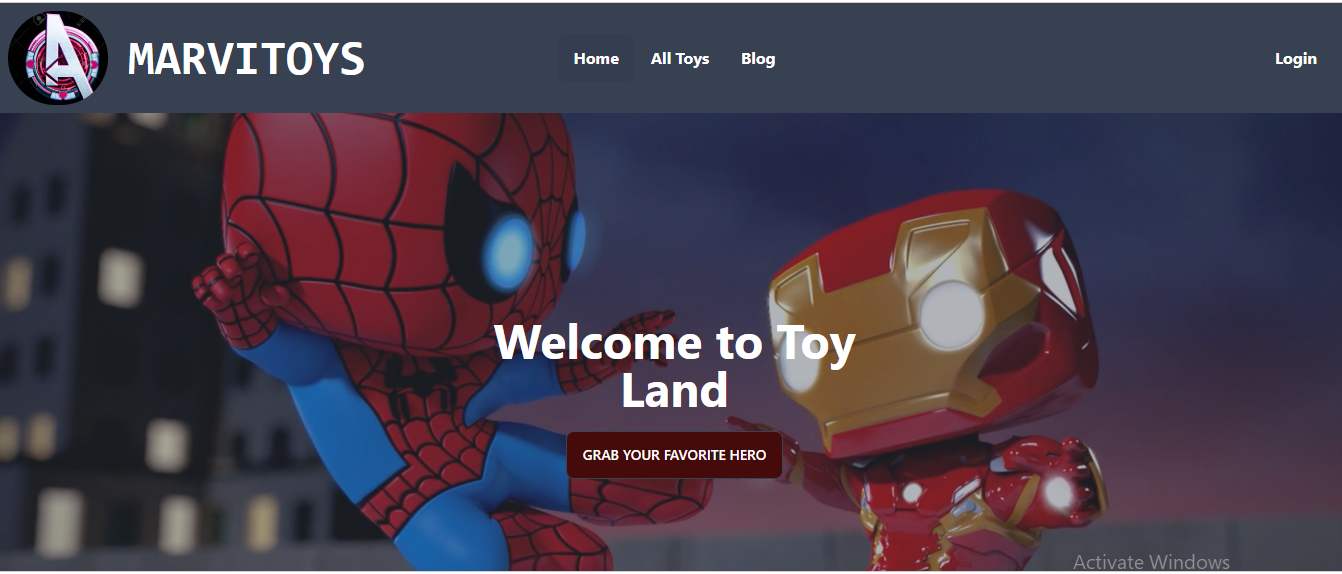 MARVITOYS
Home
All Toys
Blog
Login
Welcome to Toy
Land
GRAB YOUR FAVORITE HERO
Activate Windows